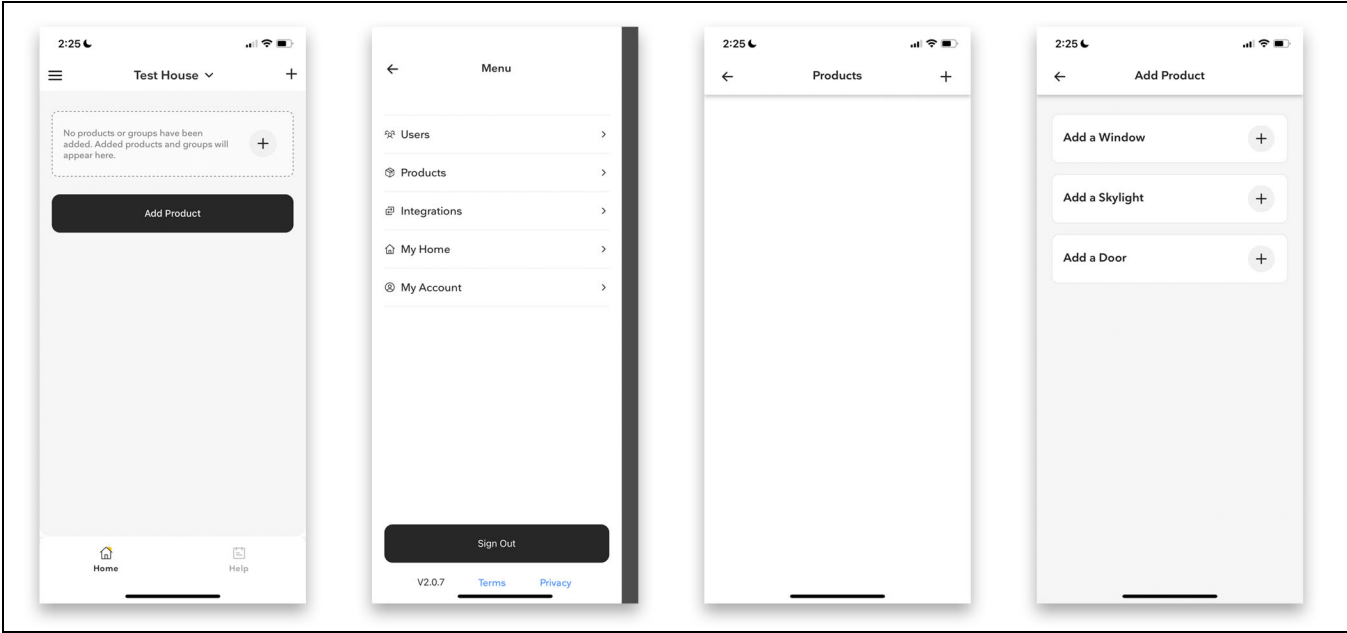 2:25
Test House
No products or groups have been
added. Added products and groups will
appear here.
Add Product
Home
Help
Menu
Users
Products
Integrations
My Home
My Account
Sign Out
V2.0.7 Terms Privacy
2:25
Products
2:25
Add Product
Add a Window
Add a Skylight
Add a Door